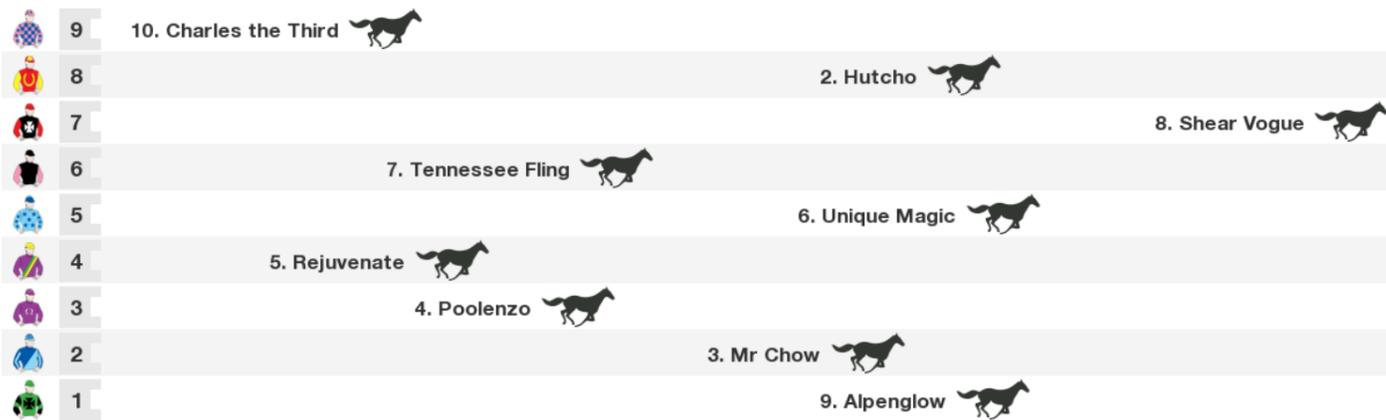 9 10. Charles the Third
8 2. Hutcho
7 8. Shear Vogue
6 7. Tennessee Fling
5 6. Unique Magic
4 5. Rejuvenate
3 4. Poolenzo
2 3. Mr Chow
1 9. Alpenglow